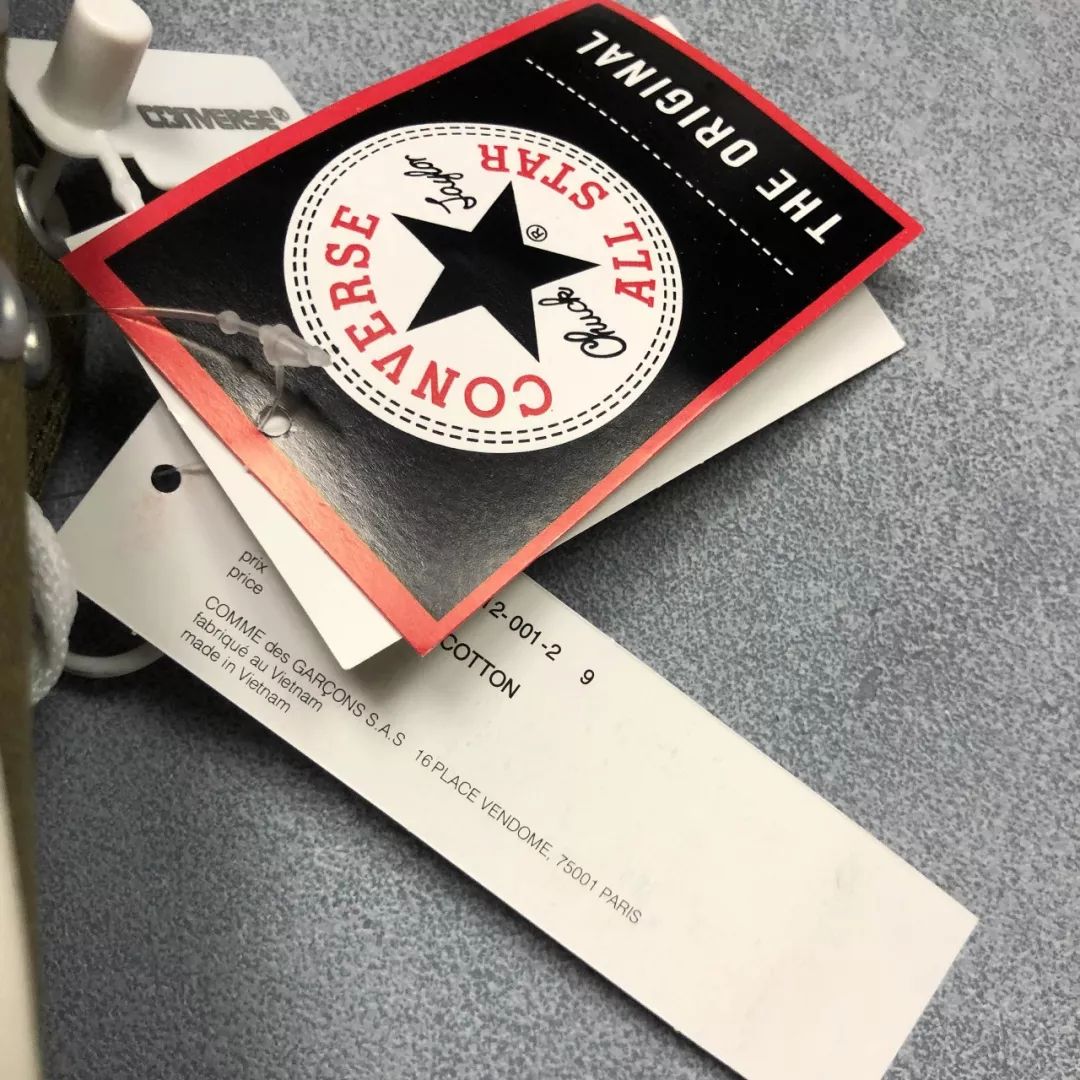 CONVERSE®
THE ORIGINAL
CONVERSE
ALL STAR
Chuck Taylor
®
prix
price
12-001-2 9
COTTON
COMME des GARÇONS S.A.S 16 PLACE VENDOME, 75001 PARIS
fabriqué au Vietnam
made in Vietnam